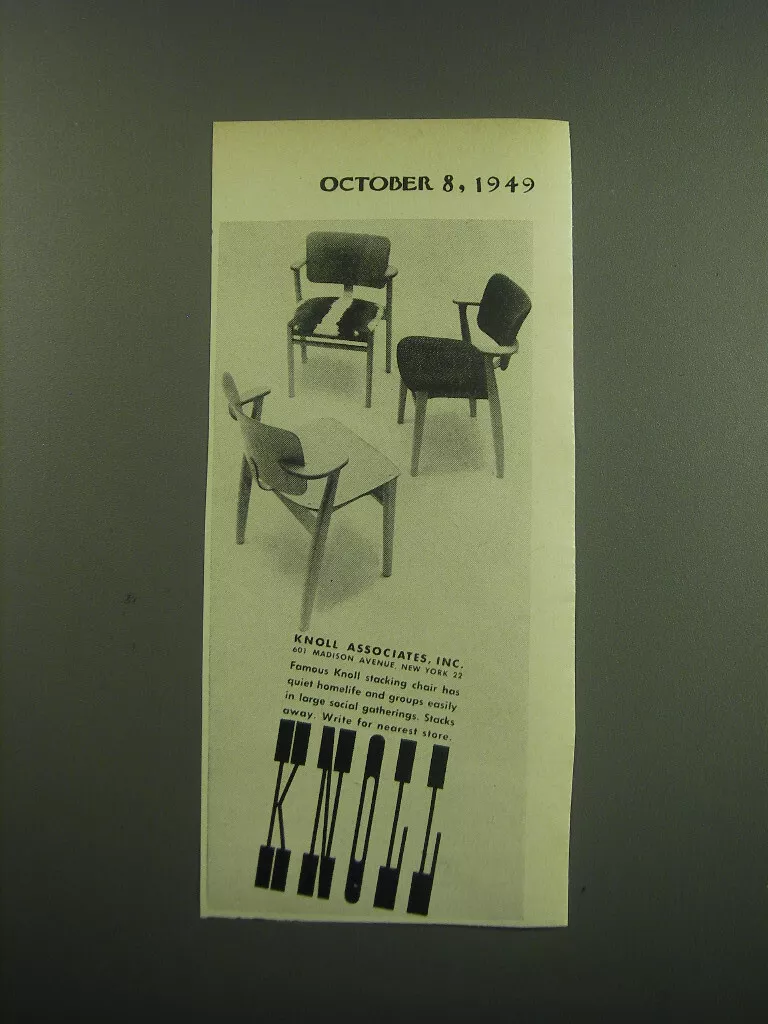 OCTOBER 8, 1949
KNOLL ASSOCIATES, INC.
601 MADISON AVENUE, NEW YORK 22
Famous Knoll stacking chair has
quiet homelife and groups easily
in large social gatherings. Stacks
away. Write for nearest store.
KNOLL